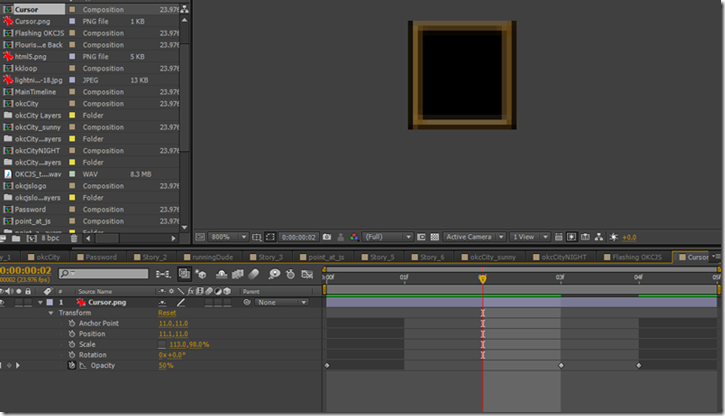 Cursor Composition 23.976
Cursor.png PNG file 1 KB
Flashing OKCJS Composition 23.976
Flouris...e Back Composition 23.976
html5.png PNG file 5 KB
kkloop Composition 23.976
lightni...-18.jpg JPEG 13 KB
MainTimeline Composition 23.976
okcCity Composition 23.976
okcCity Layers Folder
okcCity_sunny Composition 23.976
okcCity...ayers Folder
okcCityNIGHT Composition 23.976
okcCity...ayers Folder
OKCJS_t...wav WAV 8.3 MB
okcjslogo Composition 23.976
okcjslo...ayers Folder
Password Composition 23.976
point_at_js Composition 23.976
8 bpc
800% 0:00:00:02 (Full) Active Camera 1 View +0.0
_1 okcCity Password Story_2 runningDude Story_3 point_at_js Story_5 Story_6 okcCity_sunny okcCityNIGHT Flashing OKCJS Cursor
0:00:00:02
00002 (23.976 fps)
:00f 01f 02f 03f 04f 05f
# Layer Name Parent
1 Cursor.png None
Transform Reset
Anchor Point 11.0,11.0
Position 11.1,11.0
Scale 113.0,98.0%
Rotation 0x+0.0°
Opacity 50%